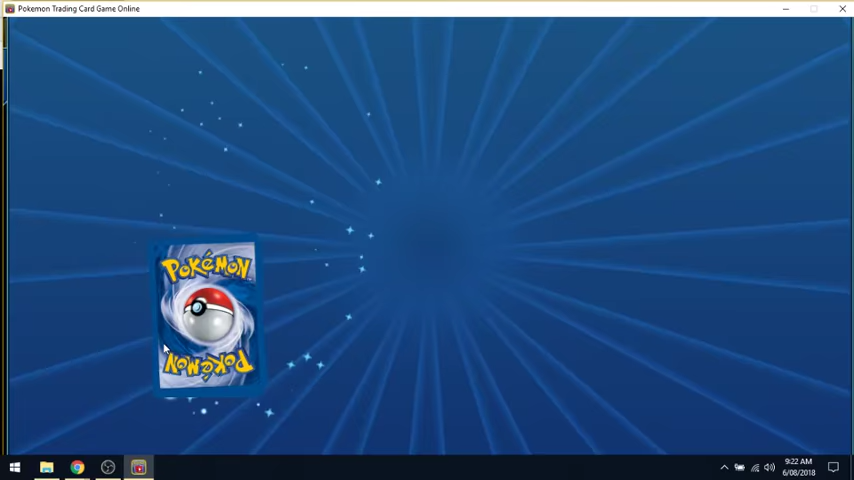 Pokemon Trading Card Game Online
POKéMON
POKéMON
9:22 AM
6/08/2018